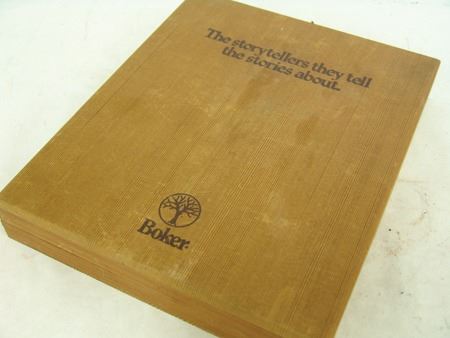 The storytellers they tell
the stories about.
Boker.